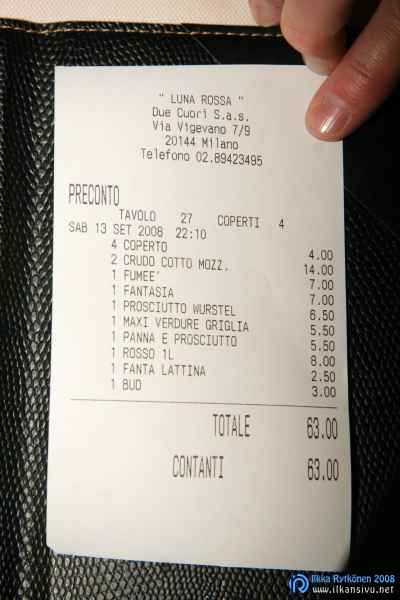 " LUNA ROSSA "
Due Cuori S.a.s.
Via Vigevano 7/9
20144 Milano
Telefono 02.89423495
PRECONTO
TAVOLO 27 COPERTI 4
SAB 13 SET 2008 22:10
4 COPERTO 4.00
2 CRUDO COTTO MOZZ. 14.00
1 FUMEE' 7.00
1 FANTASIA 7.00
1 PROSCIUTTO WURSTEL 6.50
1 MAXI VERDURE GRIGLIA 5.50
1 PANNA E PROSCIUTTO 5.50
1 ROSSO 1L 8.00
1 FANTA LATTINA 2.50
1 BUD 3.00
TOTALE 63.00
CONTANTI 63.00
Ilkka Rytkönen 2008
www.ilkansivu.net